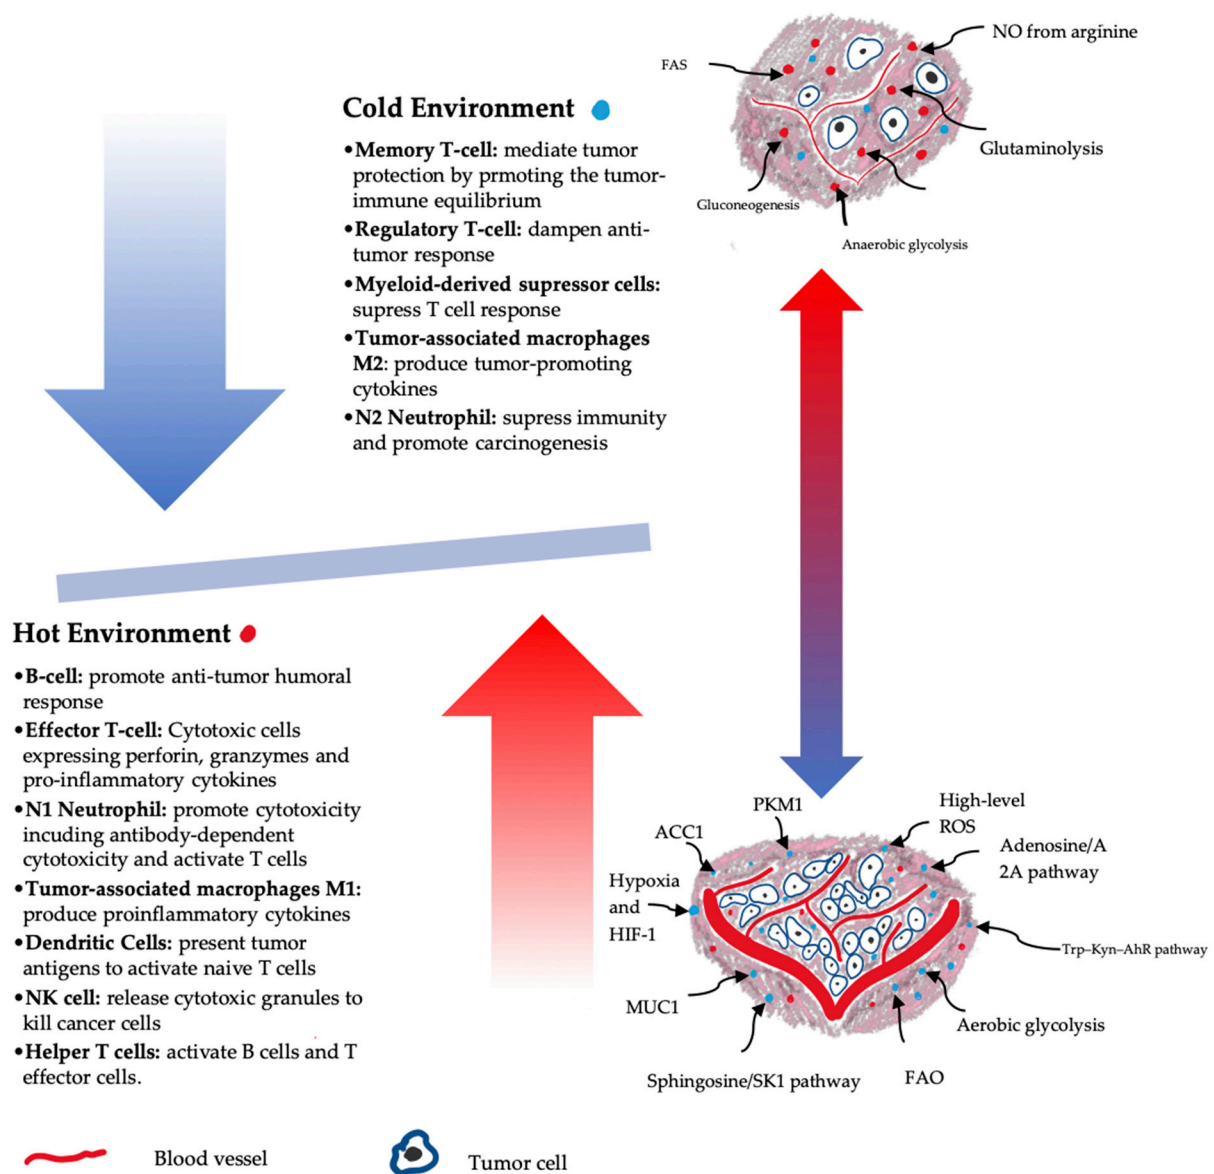 NO from arginine
FAS
Cold Environment
•Memory T-cell: mediate tumor
protection by prmoting the tumor-
immune equilibrium
•Regulatory T-cell: dampen anti-
tumor response
•Myeloid-derived supressor cells:
supress T cell response
•Tumor-associated macrophages
M2: produce tumor-promoting
cytokines
•N2 Neutrophil: supress immunity
and promote carcinogenesis
Glutaminolysis
Gluconeogenesis
Anaerobic glycolysis
Hot Environment
•B-cell: promote anti-tumor humoral
response
•Effector T-cell: Cytotoxic cells
expressing perforin, granzymes and
pro-inflammatory cytokines
•N1 Neutrophil: promote cytotoxicity
incuding antibody-dependent
cytotoxicity and activate T cells
•Tumor-associated macrophages M1:
produce proinflammatory cytokines
•Dendritic Cells: present tumor
antigens to activate naive T cells
•NK cell: release cytotoxic granules to
kill cancer cells
•Helper T cells: activate B cells and T
effector cells.
PKM1
High-level
ROS
ACC1
Adenosine/A
2A pathway
Hypoxia
and
HIF-1
Trp–Kyn–AhR pathway
MUC1
Aerobic glycolysis
Sphingosine/SK1 pathway
FAO
Blood vessel
Tumor cell